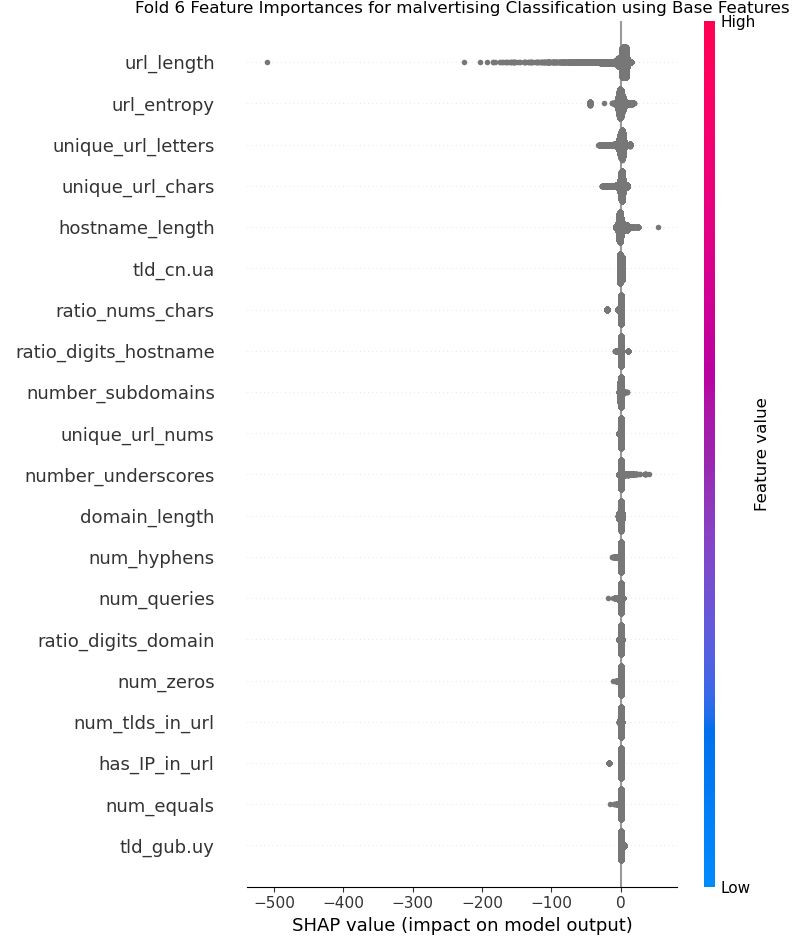 Fold 6 Feature Importances for malvertising Classification using Base Features
High
url_length
url_entropy
unique_url_letters
unique_url_chars
hostname_length
tld_cn.ua
ratio_nums_chars
ratio_digits_hostname
number_subdomains
unique_url_nums
number_underscores
domain_length
num_hyphens
num_queries
ratio_digits_domain
num_zeros
num_tlds_in_url
has_IP_in_url
num_equals
tld_gub.uy
Feature value
Low
−500 −400 −300 −200 −100 0
SHAP value (impact on model output)